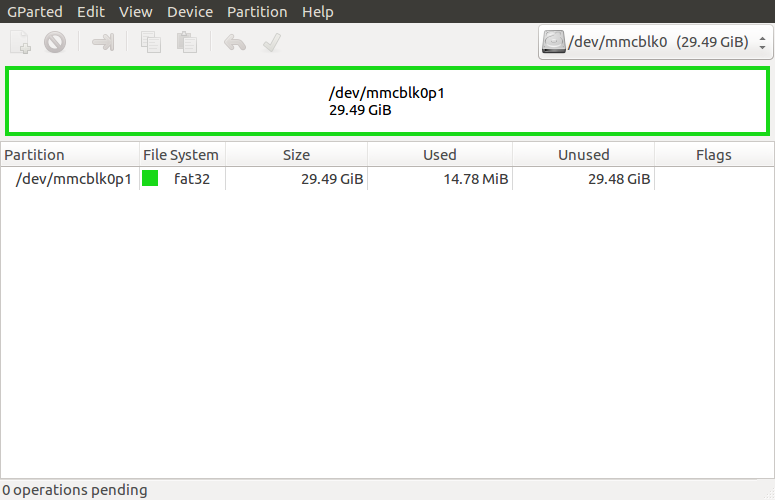 GParted Edit View Device Partition Help
/dev/mmcblk0 (29.49 GiB)
/dev/mmcblk0p1
29.49 GiB
Partition File System Size Used Unused Flags
/dev/mmcblk0p1 fat32 29.49 GiB 14.78 MiB 29.48 GiB
0 operations pending